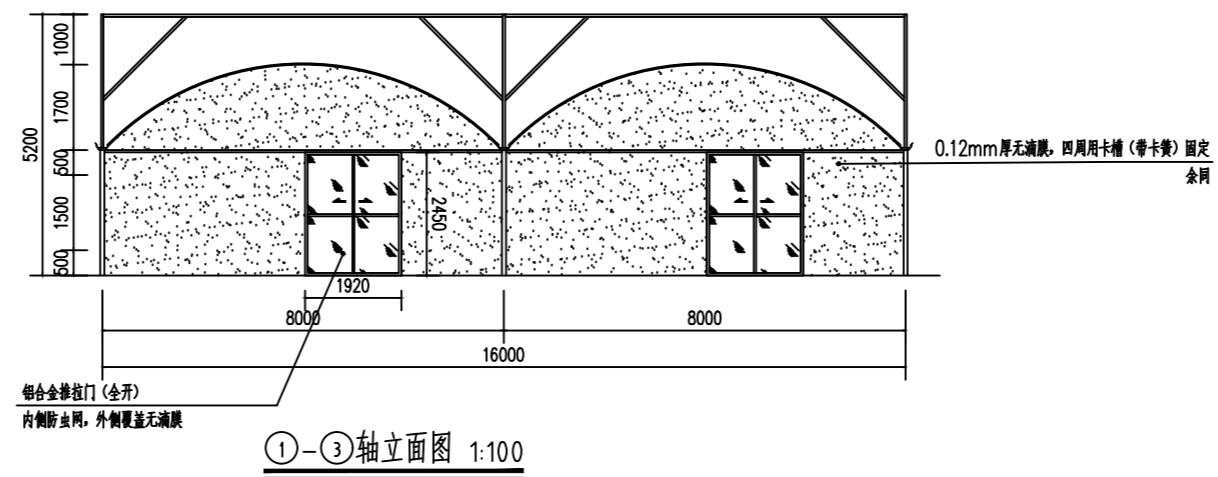 1000
1700
5200
500
1500
500
2450
1920
8000
8000
16000
0.12mm厚无滴膜，四周用卡槽（带卡簧）固定
余同
铝合金推拉门（全开）
内侧防虫网，外侧覆盖无滴膜
①-③轴立面图 1:100